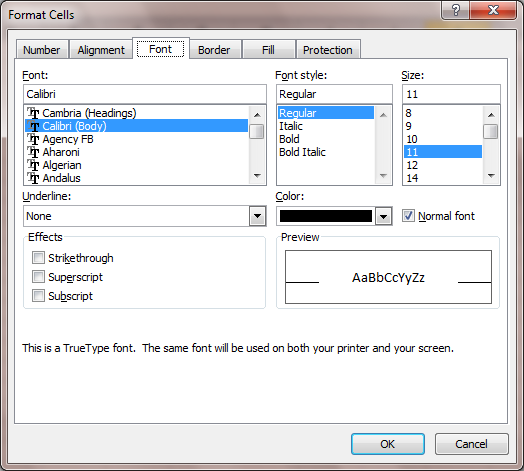 Format Cells
Number Alignment Font Border Fill Protection
Font: Font style: Size:
Calibri Regular 11
Cambria (Headings) Regular 8
Calibri (Body) Italic 9
Agency FB Bold 10
Aharoni Bold Italic 11
Algerian 12
Andalus 14
Underline: Color:
None Normal font
Effects Preview
Strikethrough
Superscript AaBbCcYyZz
Subscript
This is a TrueType font.  The same font will be used on both your printer and your screen.
OK Cancel